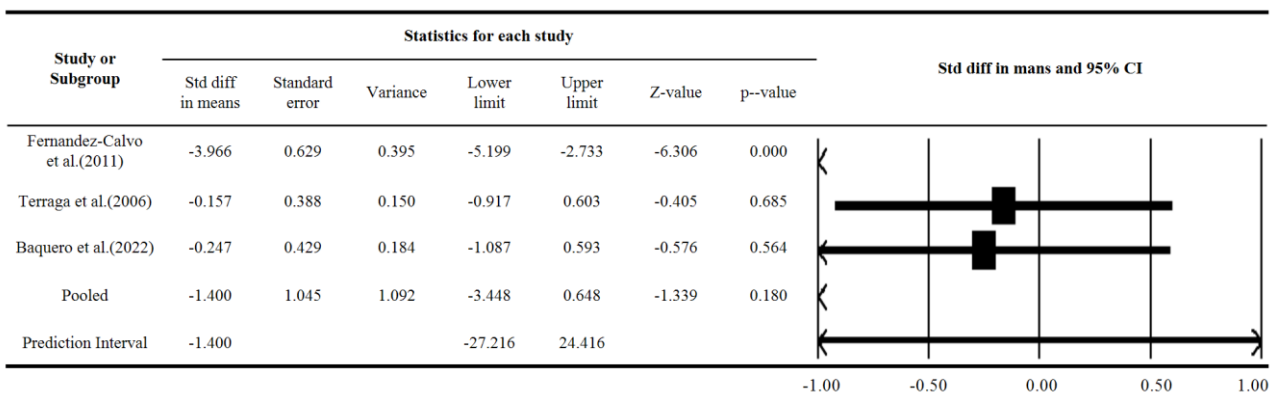 Study or
Subgroup
Statistics for each study
Std diff in mans and 95% CI
Std diff
in means
Standard
error
Variance
Lower
limit
Upper
limit
Z-value
p--value
Fernandez-Calvo
et al.(2011)
-3.966 0.629 0.395 -5.199 -2.733 -6.306 0.000
Terraga et al.(2006) -0.157 0.388 0.150 -0.917 0.603 -0.405 0.685
Baquero et al.(2022) -0.247 0.429 0.184 -1.087 0.593 -0.576 0.564
Pooled -1.400 1.045 1.092 -3.448 0.648 -1.339 0.180
Prediction Interval -1.400 -27.216 24.416
-1.00 -0.50 0.00 0.50 1.00